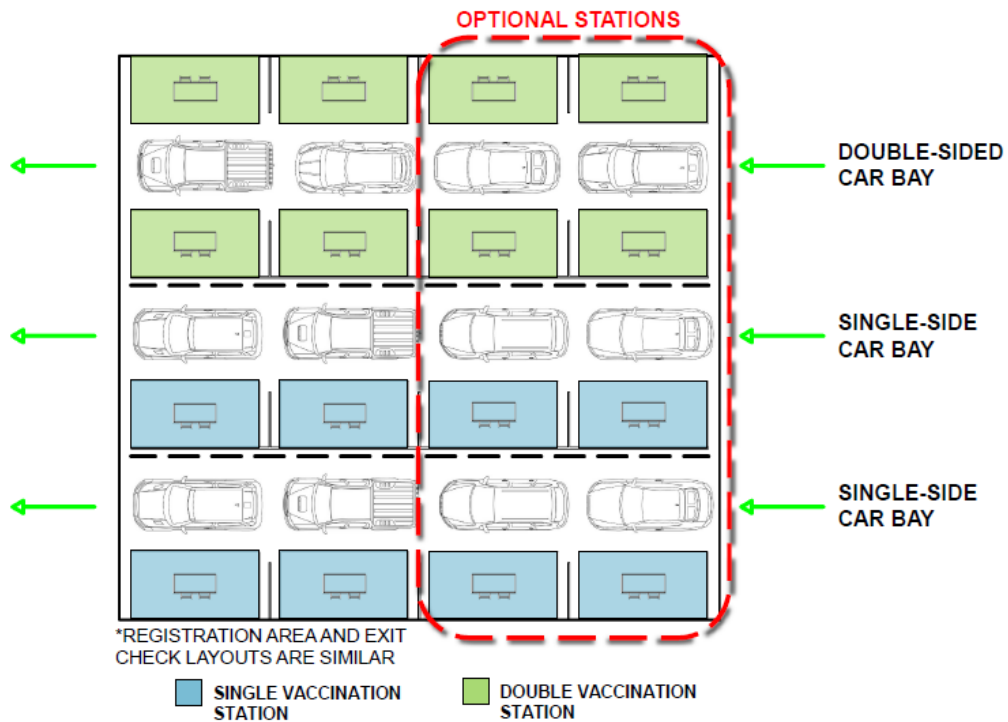 OPTIONAL STATIONS
DOUBLE-SIDED
CAR BAY
SINGLE-SIDE
CAR BAY
SINGLE-SIDE
CAR BAY
*REGISTRATION AREA AND EXIT
CHECK LAYOUTS ARE SIMILAR
SINGLE VACCINATION
STATION
DOUBLE VACCINATION
STATION